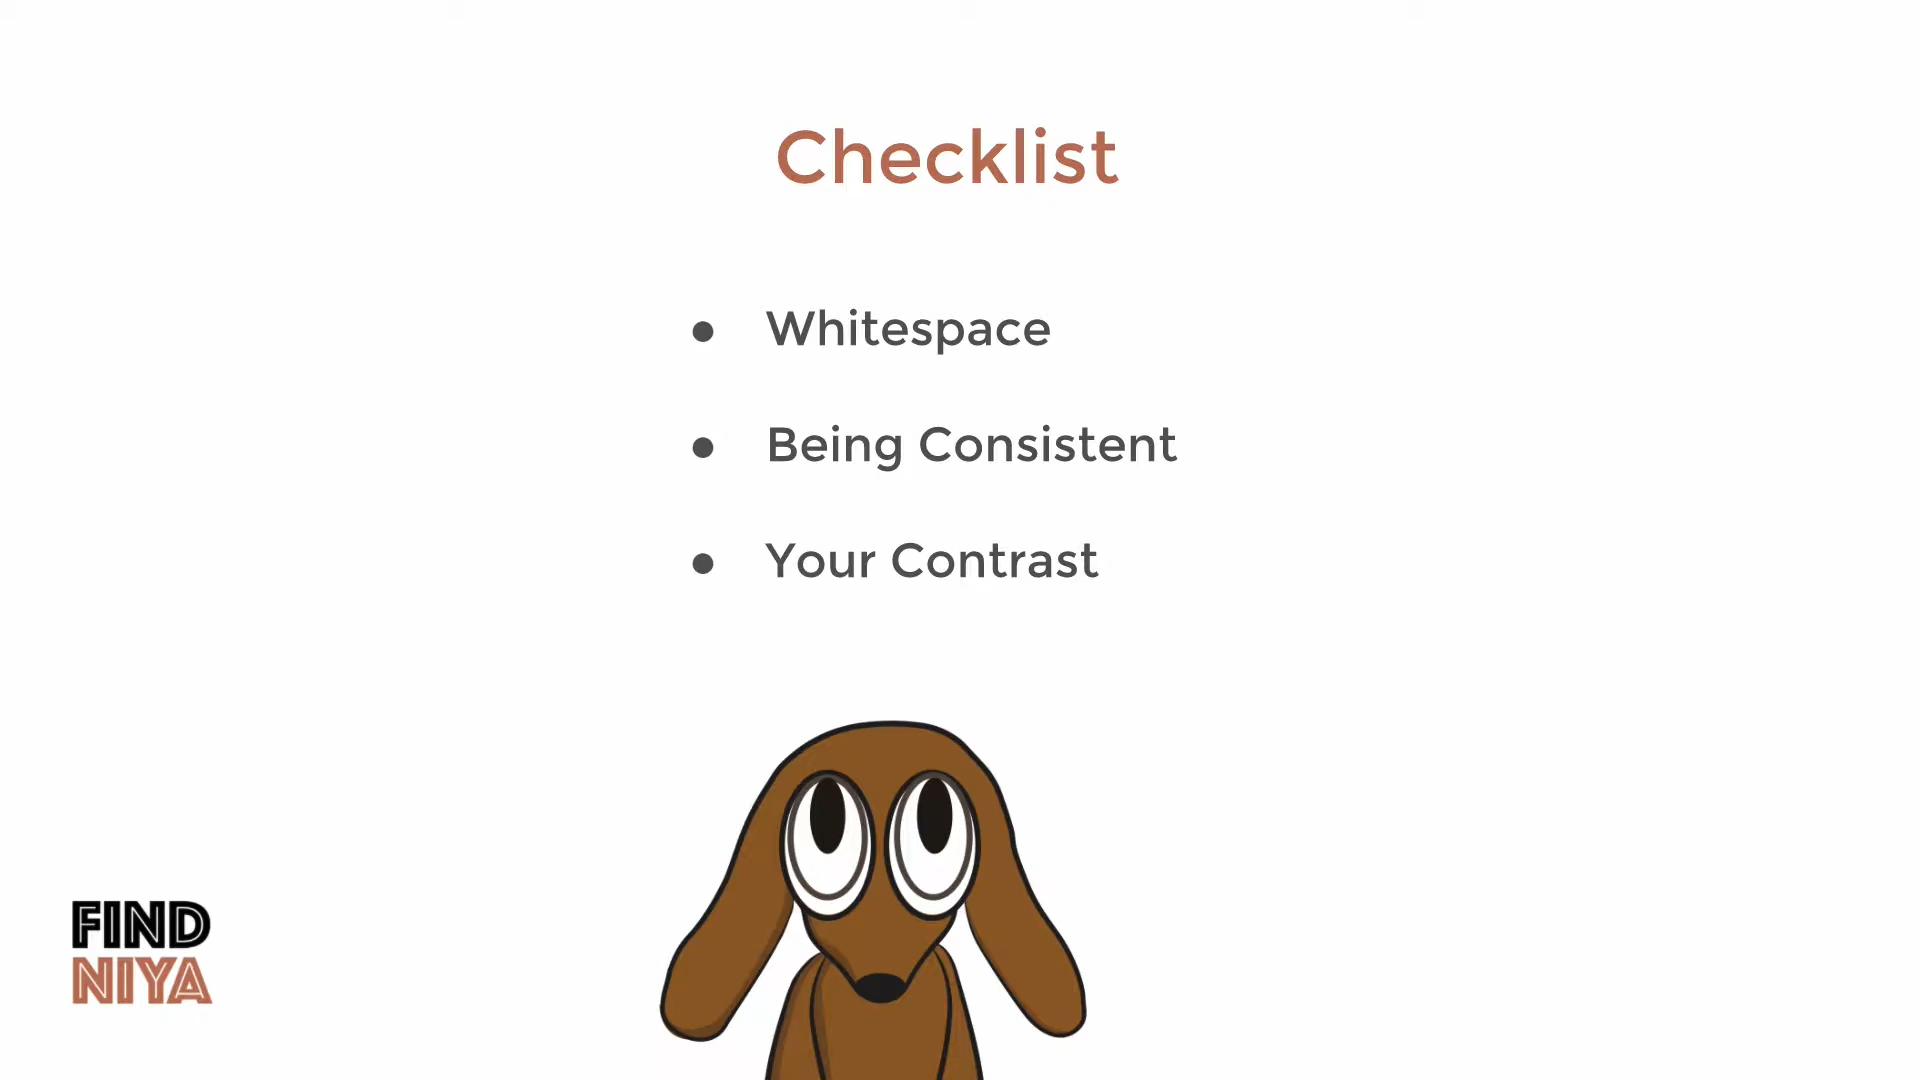 Checklist
● Whitespace
● Being Consistent
● Your Contrast
FIND
NIYA